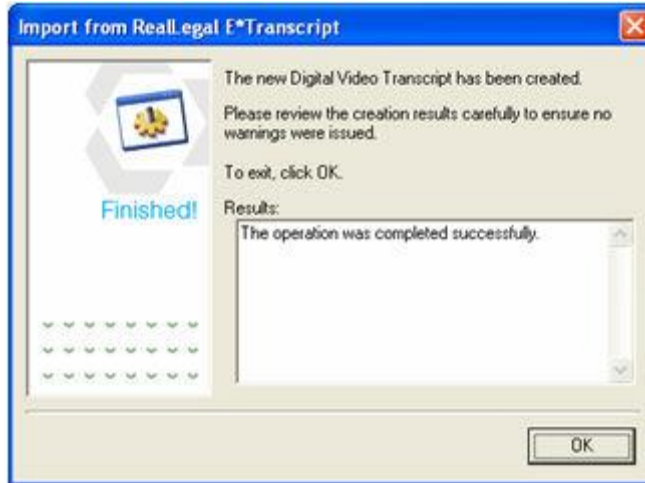 Import from RealLegal E*Transcript
The new Digital Video Transcript has been created.
Please review the creation results carefully to ensure no
warnings were issued.
To exit, click OK.
Finished!
Results:
The operation was completed successfully.
OK